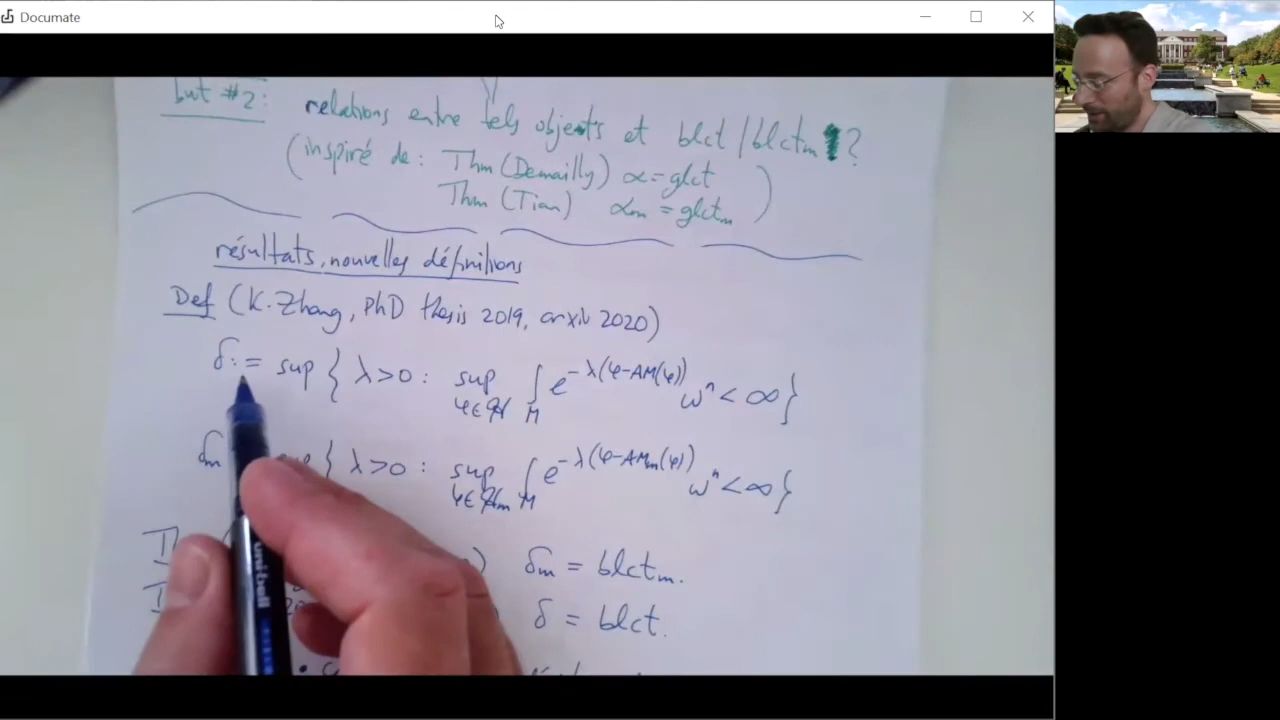 Documate
but #2: relations entre tels objets et blct/blctm ?
(inspiré de: Thm (Demailly) α=glct
Thm (Tian) αm = glctm )
résultats, nouvelles définitions
Def (K. Zhang, PhD thesis 2019, arxiv 2020)
δ := sup { λ>0 : sup φ∈H ∫M e^-λ(φ-AM(φ)) ω^n < ∞}
δm { λ>0 : sup φ∈Hm ∫M e^-λ(φ-AMm(φ)) ω^n < ∞}
) δm = blctm.
δ = blct.
uni-ball